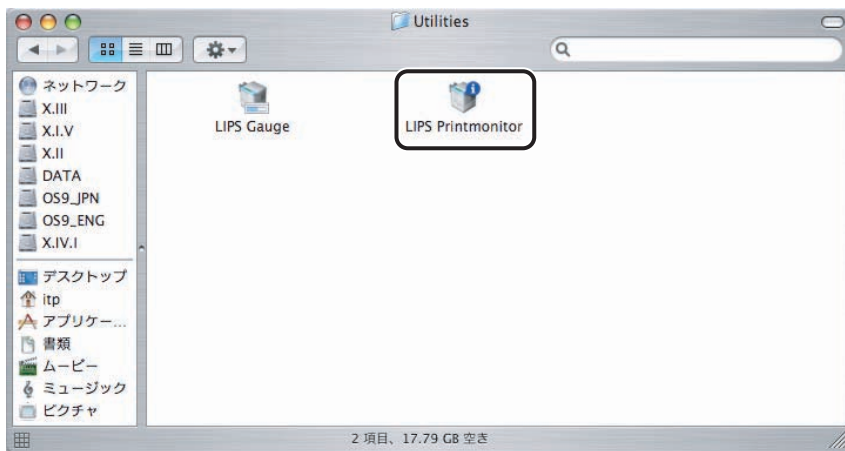 Utilities
ネットワーク
X.III
X.I.V
X.II
DATA
OS9_JPN
OS9_ENG
X.IV.I
デスクトップ
itp
アプリケー...
書類
ムービー
ミュージック
ピクチャ
LIPS Gauge
LIPS Printmonitor
2 項目、17.79 GB 空き